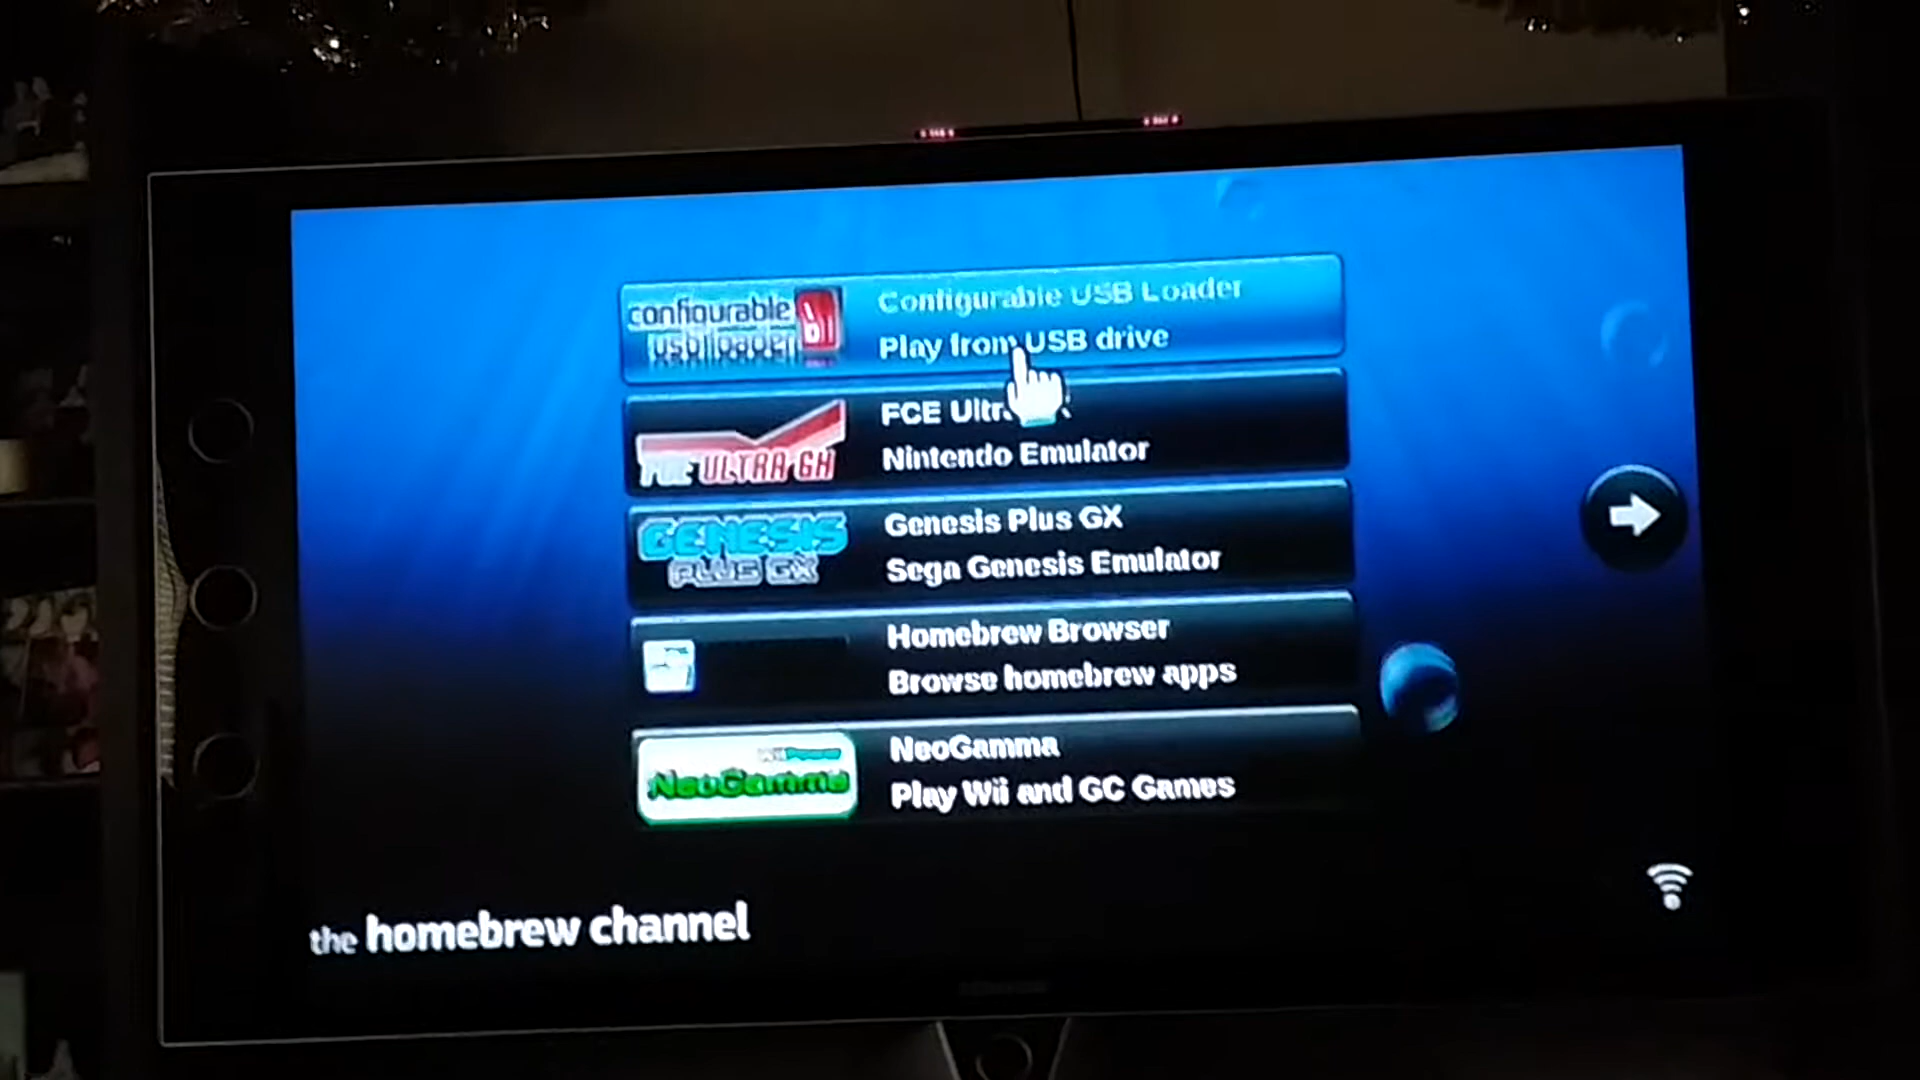 configurable
usb loader
Configurable USB Loader
Play from USB drive
FCE ULTRA GX
FCE Ultra
Nintendo Emulator
GENESIS
PLUS GX
Genesis Plus GX
Sega Genesis Emulator
Homebrew Browser
Browse homebrew apps
NeoGamma
NeoGamma
Play Wii and GC Games
the homebrew channel